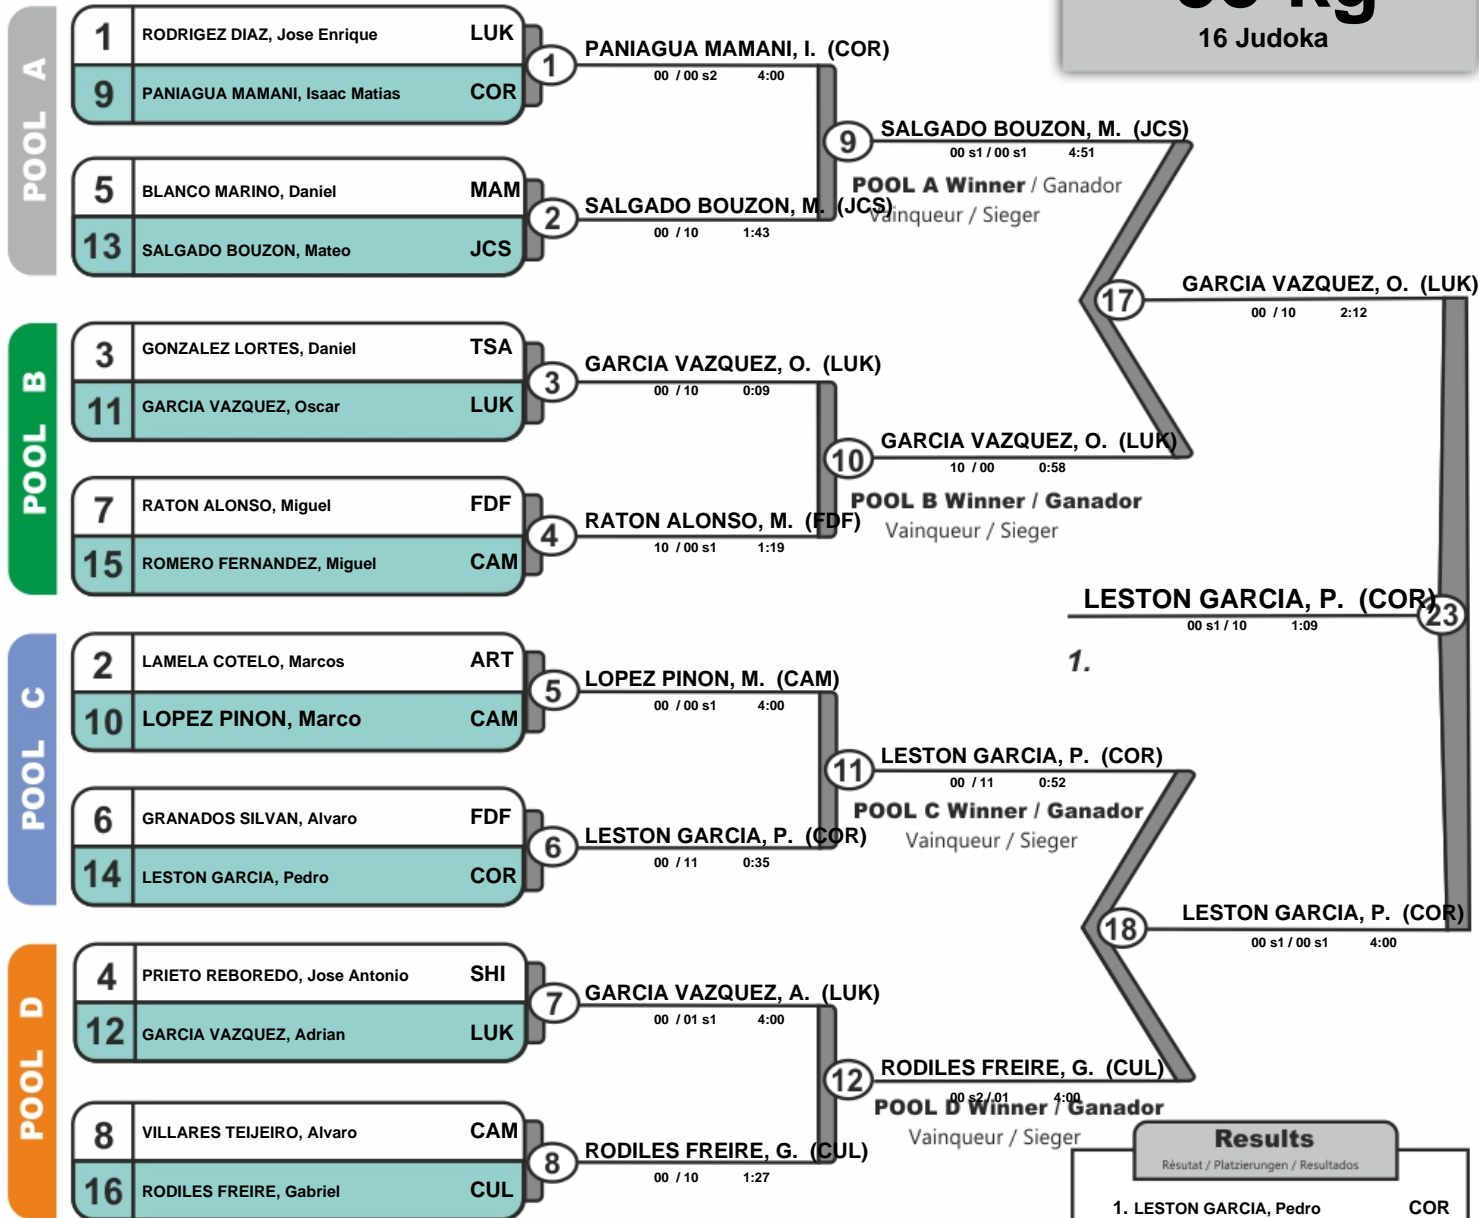 16 Judoka
POOL A
1 RODRIGEZ DIAZ, Jose Enrique LUK
9 PANIAGUA MAMANI, Isaac Matias COR
1
PANIAGUA MAMANI, I. (COR)
00 / 00 s2 4:00
5 BLANCO MARINO, Daniel MAM
13 SALGADO BOUZON, Mateo JCS
2
SALGADO BOUZON, M. (JCS)
00 / 10 1:43
9
SALGADO BOUZON, M. (JCS)
00 s1 / 00 s1 4:51
POOL A Winner / Ganador
Vainqueur / Sieger
POOL B
3 GONZALEZ LORTES, Daniel TSA
11 GARCIA VAZQUEZ, Oscar LUK
3
GARCIA VAZQUEZ, O. (LUK)
00 / 10 0:09
7 RATON ALONSO, Miguel FDF
15 ROMERO FERNANDEZ, Miguel CAM
4
RATON ALONSO, M. (FDF)
10 / 00 s1 1:19
10
GARCIA VAZQUEZ, O. (LUK)
10 / 00 0:58
POOL B Winner / Ganador
Vainqueur / Sieger
17
GARCIA VAZQUEZ, O. (LUK)
00 / 10 2:12
LESTON GARCIA, P. (COR)
23
00 s1 / 10 1:09
1.
POOL C
2 LAMELA COTELO, Marcos ART
10 LOPEZ PINON, Marco CAM
5
LOPEZ PINON, M. (CAM)
00 / 00 s1 4:00
6 GRANADOS SILVAN, Alvaro FDF
14 LESTON GARCIA, Pedro COR
6
LESTON GARCIA, P. (COR)
00 / 11 0:35
11
LESTON GARCIA, P. (COR)
00 / 11 0:52
POOL C Winner / Ganador
Vainqueur / Sieger
18
LESTON GARCIA, P. (COR)
00 s1 / 00 s1 4:00
POOL D
4 PRIETO REBOREDO, Jose Antonio SHI
12 GARCIA VAZQUEZ, Adrian LUK
7
GARCIA VAZQUEZ, A. (LUK)
00 / 01 s1 4:00
8 VILLARES TEIJEIRO, Alvaro CAM
16 RODILES FREIRE, Gabriel CUL
8
RODILES FREIRE, G. (CUL)
00 / 10 1:27
12
RODILES FREIRE, G. (CUL)
00 s2 / 01 4:00
POOL D Winner / Ganador
Vainqueur / Sieger
Results
Résutat / Platzierungen / Resultados
1. LESTON GARCIA, Pedro COR